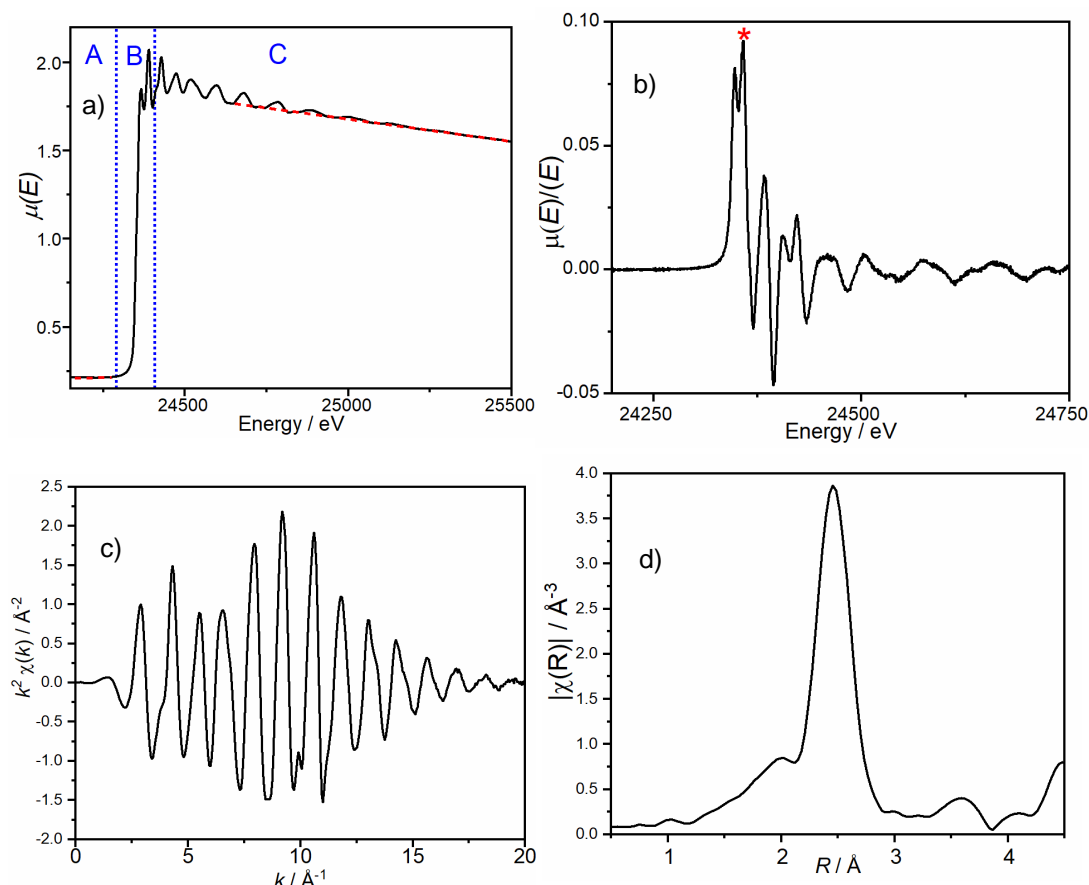 A
B
C
a)
2.0
1.5
1.0
0.5
μ(E)
24500
25000
25500
Energy / eV
*
b)
0.10
0.05
0.00
-0.05
μ(E)/(E)
24250
24500
24750
Energy / eV
c)
2.5
2.0
1.5
1.0
0.5
0.0
-0.5
-1.0
-1.5
-2.0
k² χ(k) / Å⁻²
0
5
10
15
20
k / Å⁻¹
d)
4.0
3.5
3.0
2.5
2.0
1.5
1.0
0.5
0.0
|χ(R)| / Å⁻³
1
2
3
4
R / Å